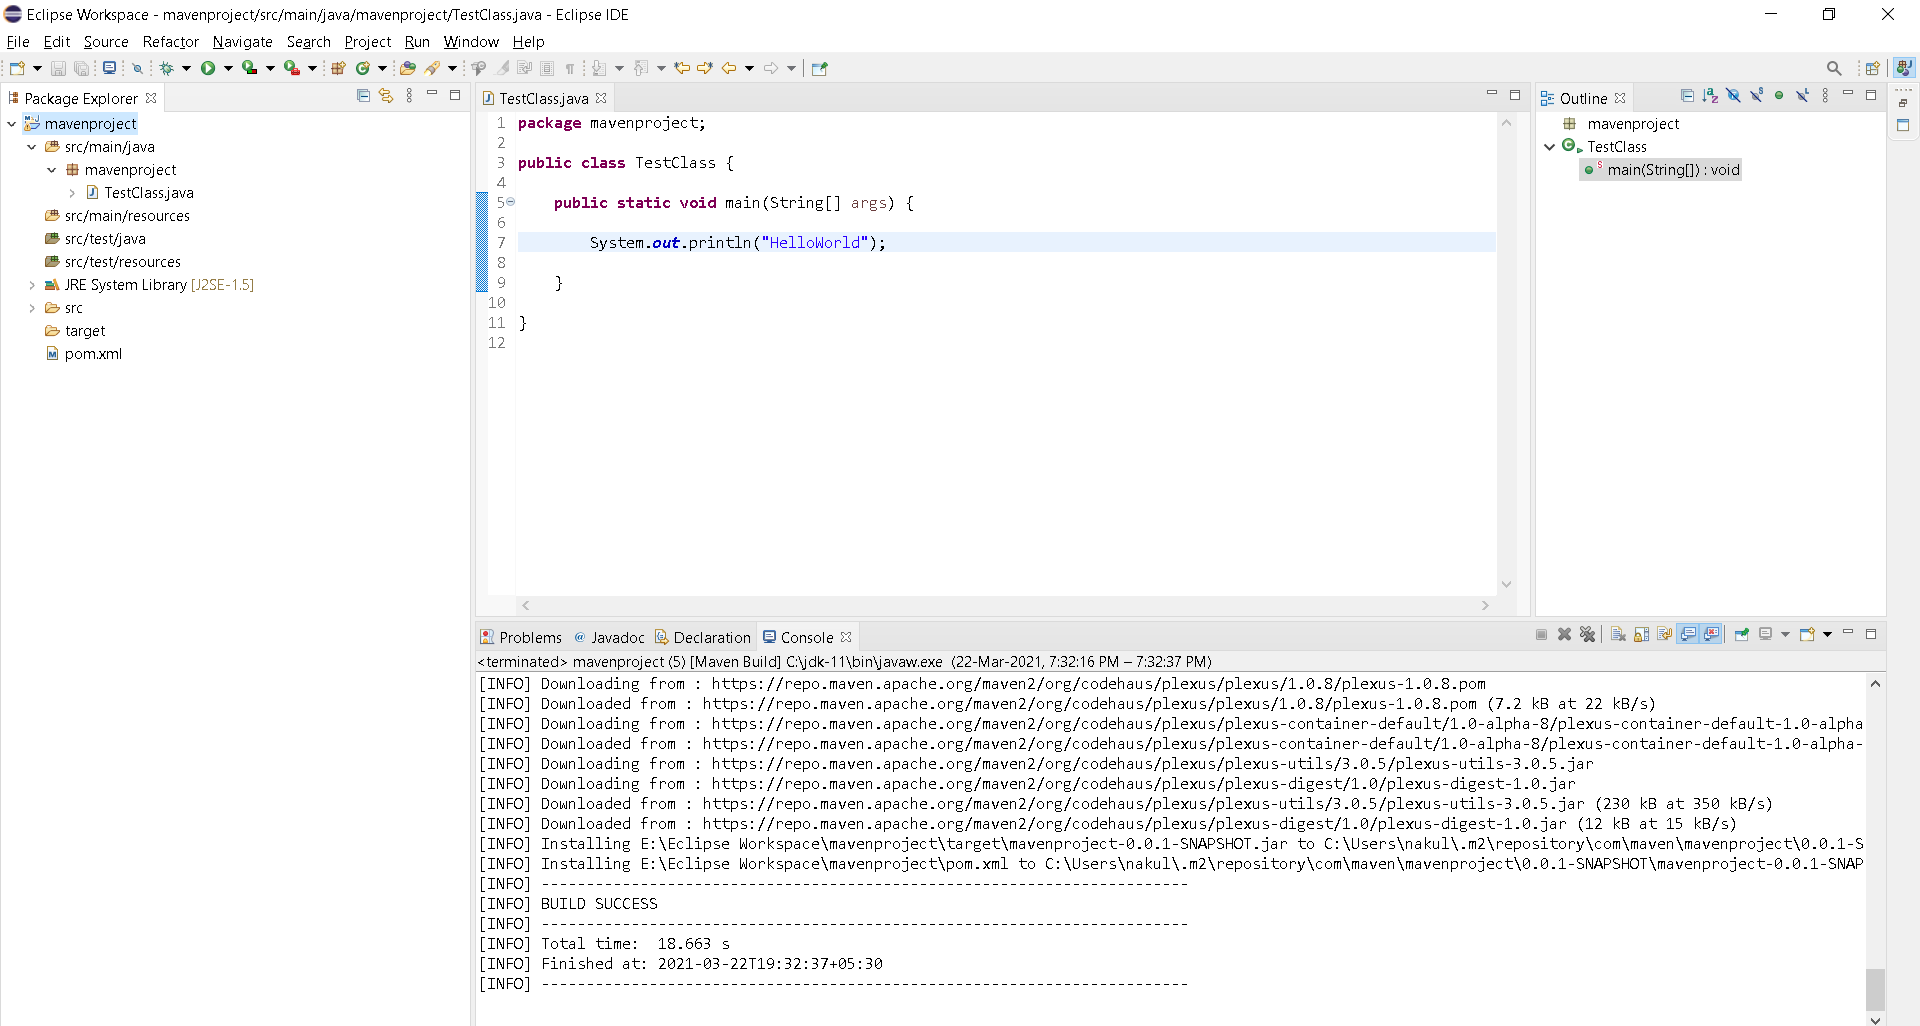 Eclipse Workspace - mavenproject/src/main/java/mavenproject/TestClass.java - Eclipse IDE
File Edit Source Refactor Navigate Search Project Run Window Help
Package Explorer
mavenproject
src/main/java
mavenproject
TestClass.java
src/main/resources
src/test/java
src/test/resources
JRE System Library [J2SE-1.5]
src
target
pom.xml
TestClass.java
1 package mavenproject;
2
3 public class TestClass {
4
5 public static void main(String[] args) {
6
7 System.out.println("HelloWorld");
8
9 }
10
11 }
12
Outline
mavenproject
TestClass
main(String[]) : void
Problems @ Javadoc Declaration Console
<terminated> mavenproject (5) [Maven Build] C:\jdk-11\bin\javaw.exe (22-Mar-2021, 7:32:16 PM – 7:32:37 PM)
[INFO] Downloading from : https://repo.maven.apache.org/maven2/org/codehaus/plexus/plexus/1.0.8/plexus-1.0.8.pom
[INFO] Downloaded from : https://repo.maven.apache.org/maven2/org/codehaus/plexus/plexus/1.0.8/plexus-1.0.8.pom (7.2 kB at 22 kB/s)
[INFO] Downloading from : https://repo.maven.apache.org/maven2/org/codehaus/plexus/plexus-container-default/1.0-alpha-8/plexus-container-default-1.0-alpha
[INFO] Downloaded from : https://repo.maven.apache.org/maven2/org/codehaus/plexus/plexus-container-default/1.0-alpha-8/plexus-container-default-1.0-alpha-
[INFO] Downloading from : https://repo.maven.apache.org/maven2/org/codehaus/plexus/plexus-utils/3.0.5/plexus-utils-3.0.5.jar
[INFO] Downloading from : https://repo.maven.apache.org/maven2/org/codehaus/plexus/plexus-digest/1.0/plexus-digest-1.0.jar
[INFO] Downloaded from : https://repo.maven.apache.org/maven2/org/codehaus/plexus/plexus-utils/3.0.5/plexus-utils-3.0.5.jar (230 kB at 350 kB/s)
[INFO] Downloaded from : https://repo.maven.apache.org/maven2/org/codehaus/plexus/plexus-digest/1.0/plexus-digest-1.0.jar (12 kB at 15 kB/s)
[INFO] Installing E:\Eclipse Workspace\mavenproject\target\mavenproject-0.0.1-SNAPSHOT.jar to C:\Users\nakul\.m2\repository\com\maven\mavenproject\0.0.1-S
[INFO] Installing E:\Eclipse Workspace\mavenproject\pom.xml to C:\Users\nakul\.m2\repository\com\maven\mavenproject\0.0.1-SNAPSHOT\mavenproject-0.0.1-SNAP
[INFO] ------------------------------------------------------------------------
[INFO] BUILD SUCCESS
[INFO] ------------------------------------------------------------------------
[INFO] Total time:  18.663 s
[INFO] Finished at: 2021-03-22T19:32:37+05:30
[INFO] ------------------------------------------------------------------------